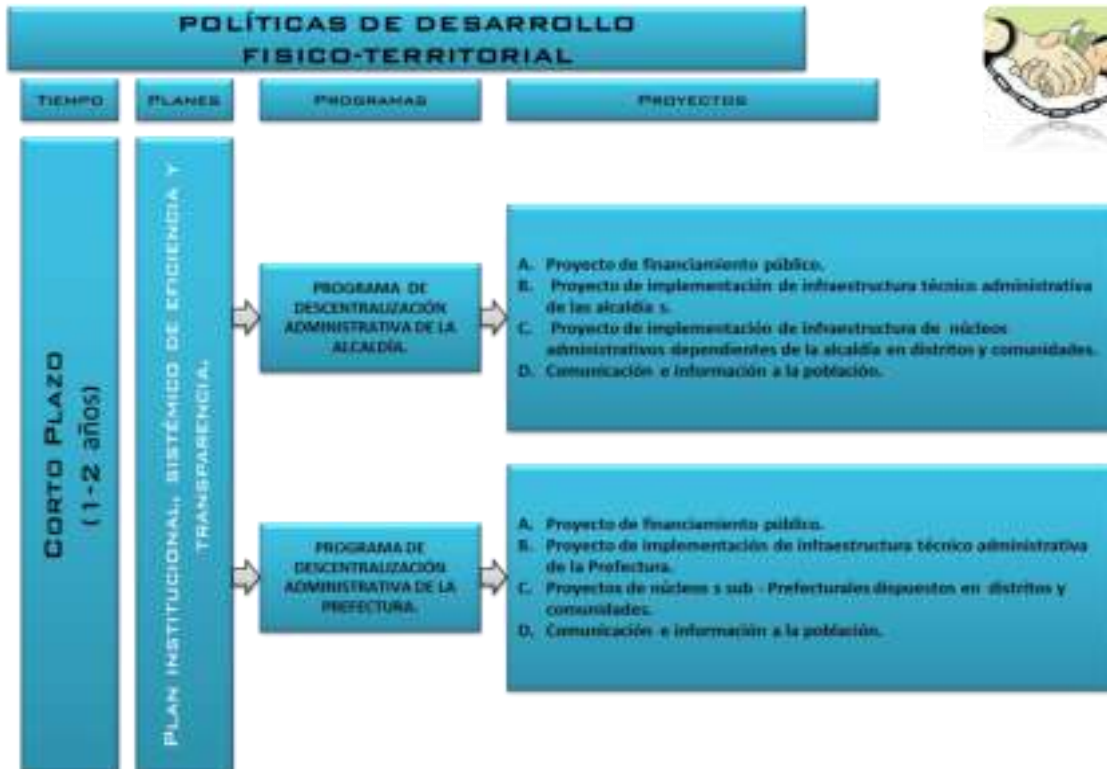 POLÍTICAS DE DESARROLLO
FISICO-TERRITORIAL
TIEMPO
PLANES
PROGRAMAS
PROYECTOS
CORTO PLAZO
(1-2 años)
PLAN INSTITUCIONAL, SISTÉMICO DE EFICIENCIA Y
TRANSPARENCIA.
PROGRAMA DE
DESCENTRALIZACIÓN
ADMINISTRATIVA DE LA
ALCALDÍA.
A. Proyecto de financiamiento público.
B. Proyecto de implementación de infraestructura técnico administrativa
de las alcaldía s.
C. Proyecto de implementación de infraestructura de núcleos
administrativos dependientes de la alcaldía en distritos y comunidades.
D. Comunicación e información a la población.
PROGRAMA DE
DESCENTRALIZACIÓN
ADMINISTRATIVA DE LA
PREFECTURA.
A. Proyecto de financiamiento público.
B. Proyecto de implementación de infraestructura técnico administrativa
de la Prefectura.
C. Proyectos de núcleo s sub - Prefecturales dispuestos en distritos y
comunidades.
D. Comunicación e información a la población.